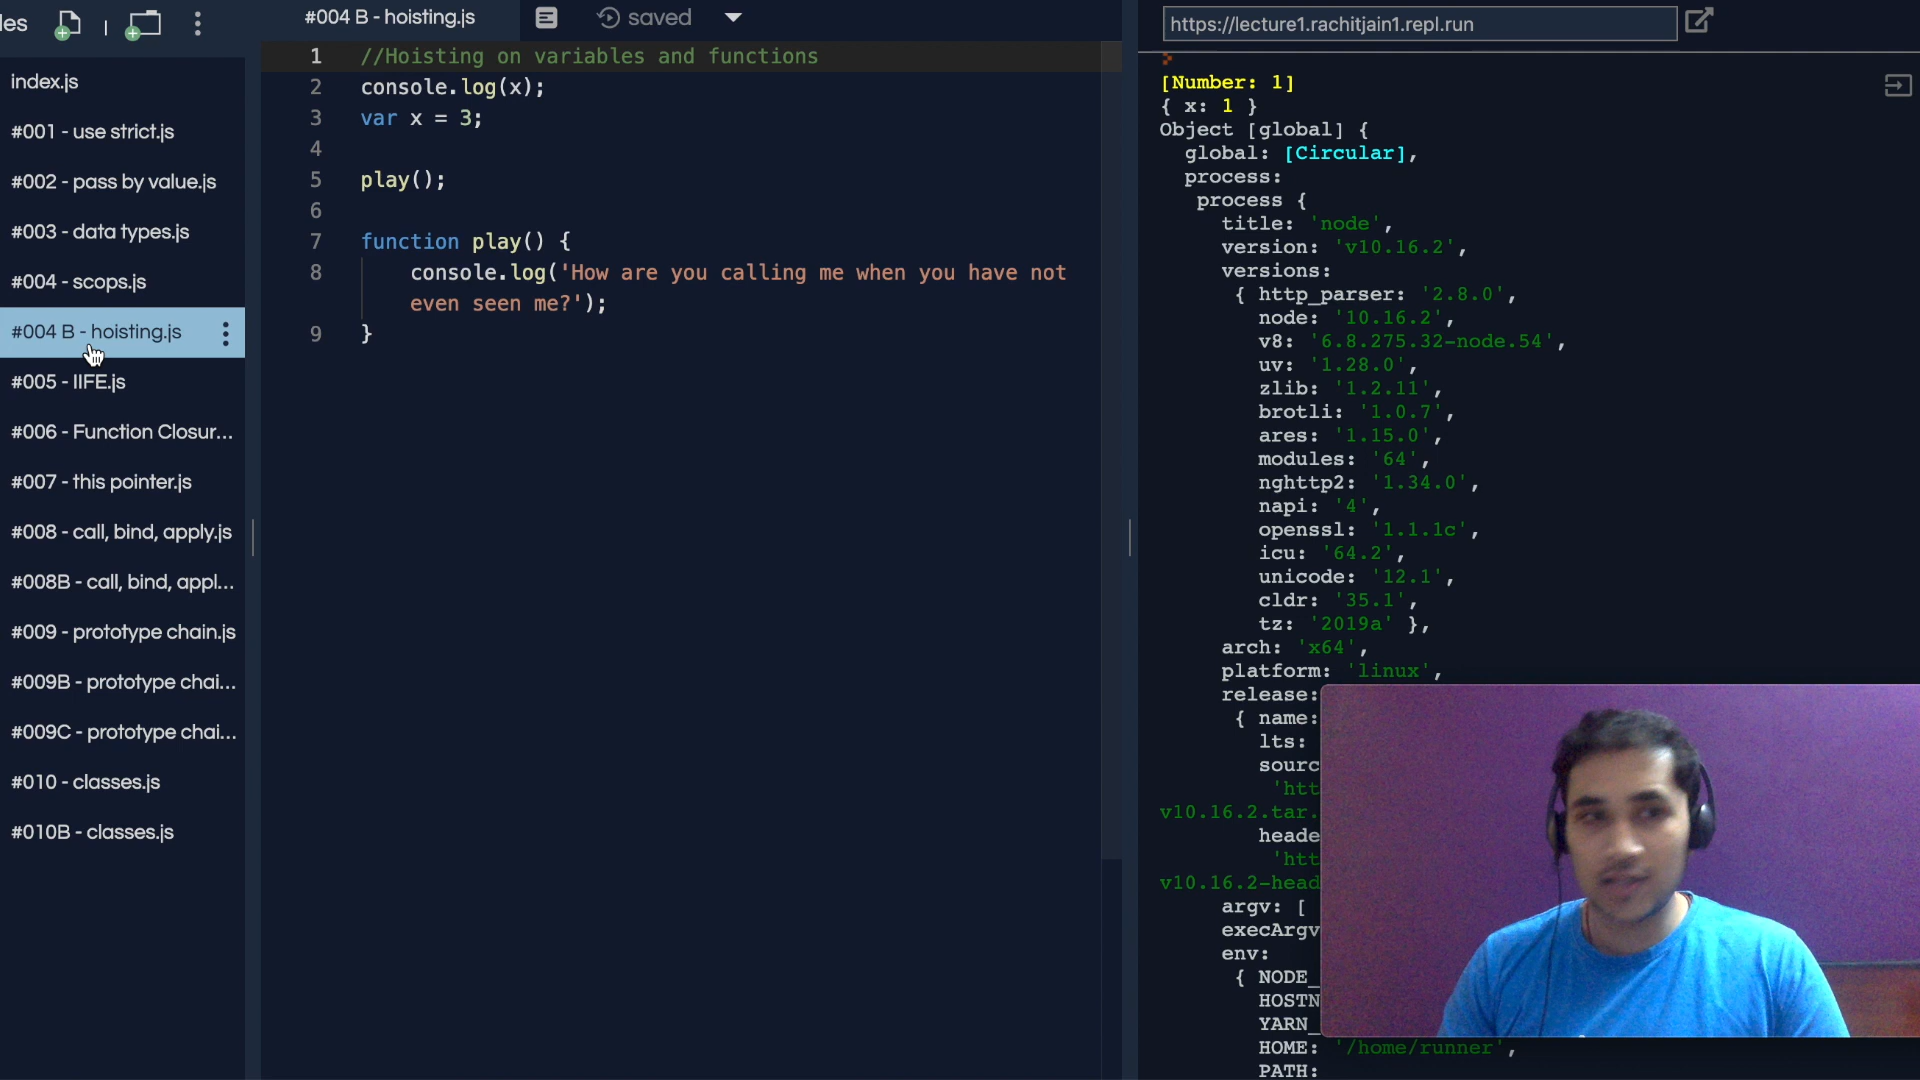 les
#004 B - hoisting.js
saved
https://lecture1.rachitjain1.repl.run
index.js
#001 - use strict.js
#002 - pass by value.js
#003 - data types.js
#004 - scops.js
#004 B - hoisting.js
#005 - IIFE.js
#006 - Function Closur...
#007 - this pointer.js
#008 - call, bind, apply.js
#008B - call, bind, appl...
#009 - prototype chain.js
#009B - prototype chai...
#009C - prototype chai...
#010 - classes.js
#010B - classes.js
1 //Hoisting on variables and functions
2 console.log(x);
3 var x = 3;
4
5 play();
6
7 function play() {
8 console.log('How are you calling me when you have not
even seen me?');
9 }
[Number: 1]
{ x: 1 }
Object [global] {
global: [Circular],
process:
process {
title: 'node',
version: 'v10.16.2',
versions:
{ http_parser: '2.8.0',
node: '10.16.2',
v8: '6.8.275.32-node.54',
uv: '1.28.0',
zlib: '1.2.11',
brotli: '1.0.7',
ares: '1.15.0',
modules: '64',
nghttp2: '1.34.0',
napi: '4',
openssl: '1.1.1c',
icu: '64.2',
unicode: '12.1',
cldr: '35.1',
tz: '2019a' },
arch: 'x64',
platform: 'linux',
release:
{ name:
lts:
sourc
'htt
v10.16.2.tar.
heade
'htt
v10.16.2-head
argv: [
execArgv
env:
{ NODE_
HOSTN
YARN_
HOME: '/home/runner',
PATH: